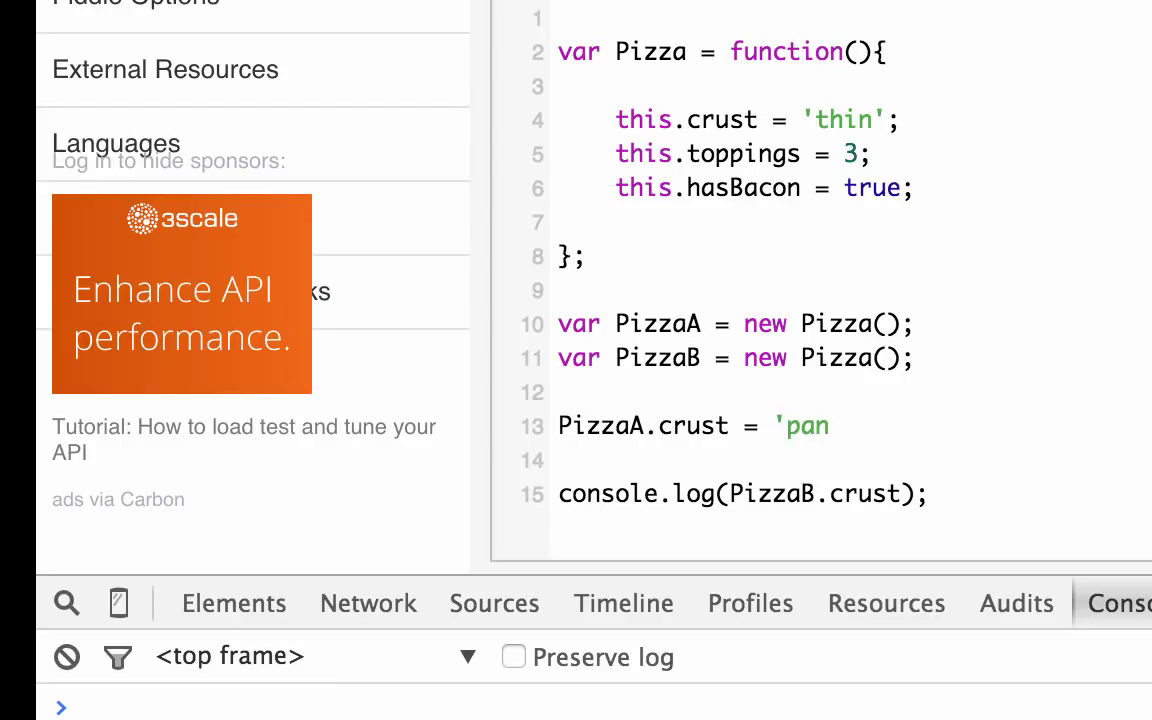 Fiddle Options
External Resources
Languages
Log in to hide sponsors:
3scale
Enhance API
performance.
ks
Tutorial: How to load test and tune your
API
ads via Carbon
1
2 var Pizza = function(){
3
4 this.crust = 'thin';
5 this.toppings = 3;
6 this.hasBacon = true;
7
8 };
9
10 var PizzaA = new Pizza();
11 var PizzaB = new Pizza();
12
13 PizzaA.crust = 'pan
14
15 console.log(PizzaB.crust);
Elements Network Sources Timeline Profiles Resources Audits Conso
<top frame> ▼ Preserve log
>